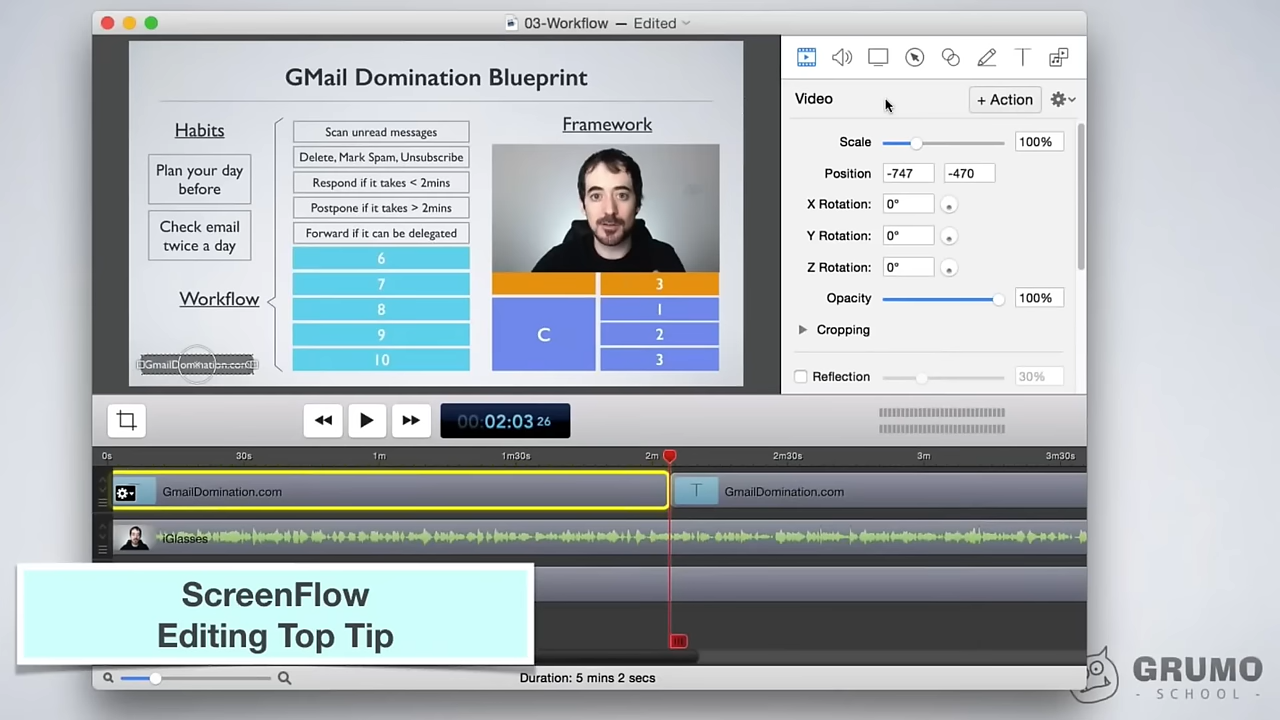 03-Workflow — Edited
GMail Domination Blueprint
Habits
Plan your day
before
Check email
twice a day
Workflow
GmailDomination.com
Scan unread messages
Delete, Mark Spam, Unsubscribe
Respond if it takes < 2mins
Postpone if it takes > 2mins
Forward if it can be delegated
6
7
8
9
10
Framework
3
C
1
2
3
Video
+ Action
Scale 100%
Position -747 -470
X Rotation: 0°
Y Rotation: 0°
Z Rotation: 0°
Opacity 100%
Cropping
Reflection 30%
00:02:03 26
0s 30s 1m 1m30s 2m 2m30s 3m 3m30s
GmailDomination.com
T GmailDomination.com
iGlasses
ScreenFlow
Editing Top Tip
Duration: 5 mins 2 secs
GRUMO
- SCHOOL -